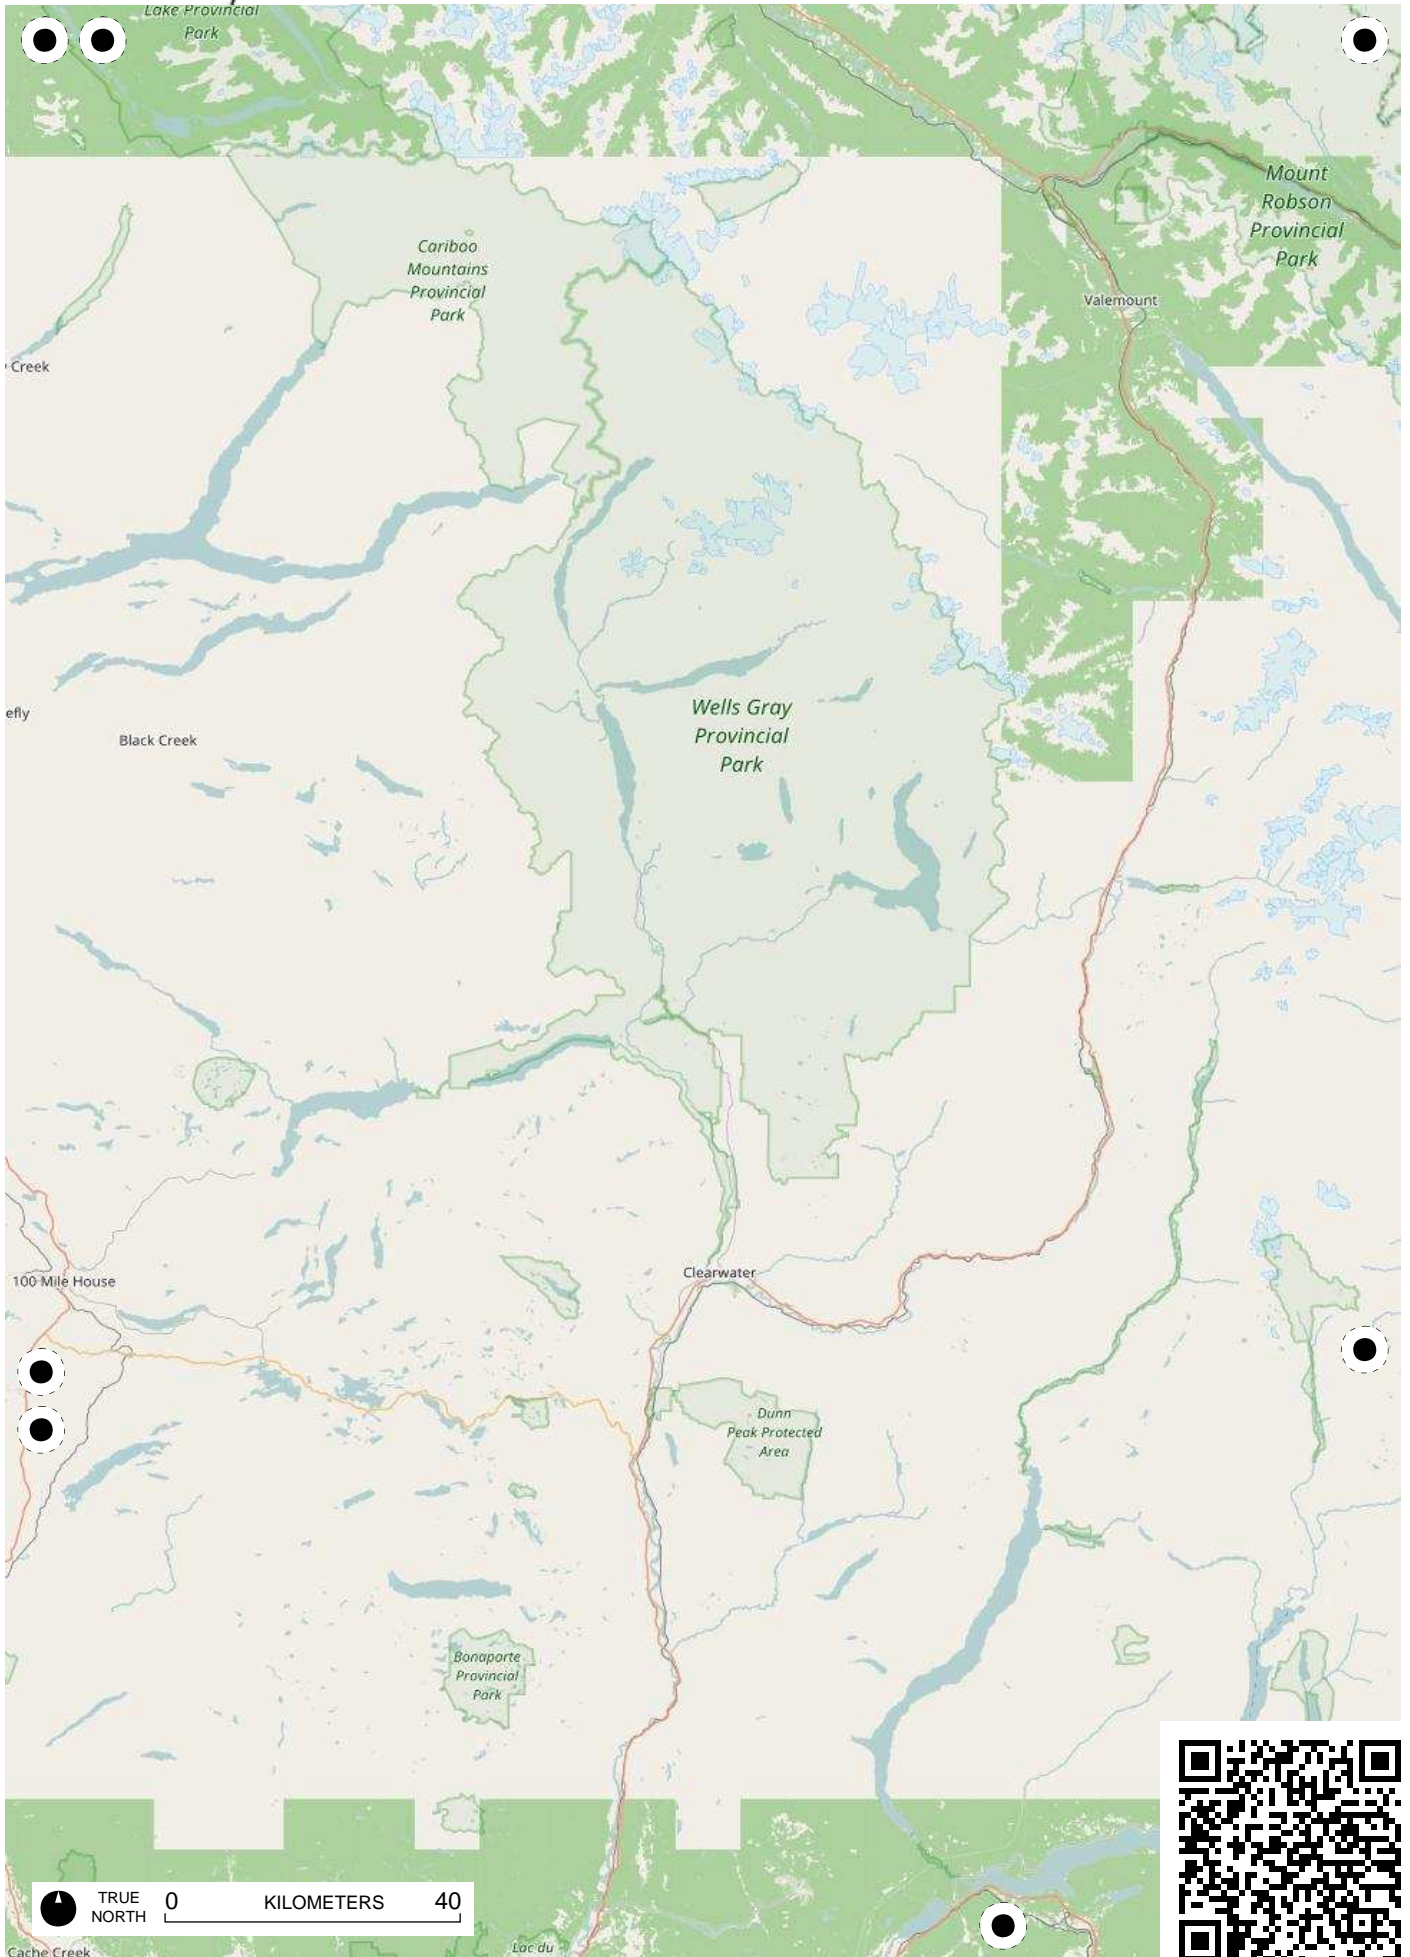 Lake Provincial
Park
Mount
Robson
Provincial
Park
Cariboo
Mountains
Provincial
Park
Valemount
Creek
Wells Gray
Provincial
Park
efly
Black Creek
Clearwater
100 Mile House
Dunn
Peak Protected
Area
Bonaparte
Provincial
Park
TRUE
NORTH
0 KILOMETERS 40
Cache Creek
Lac du